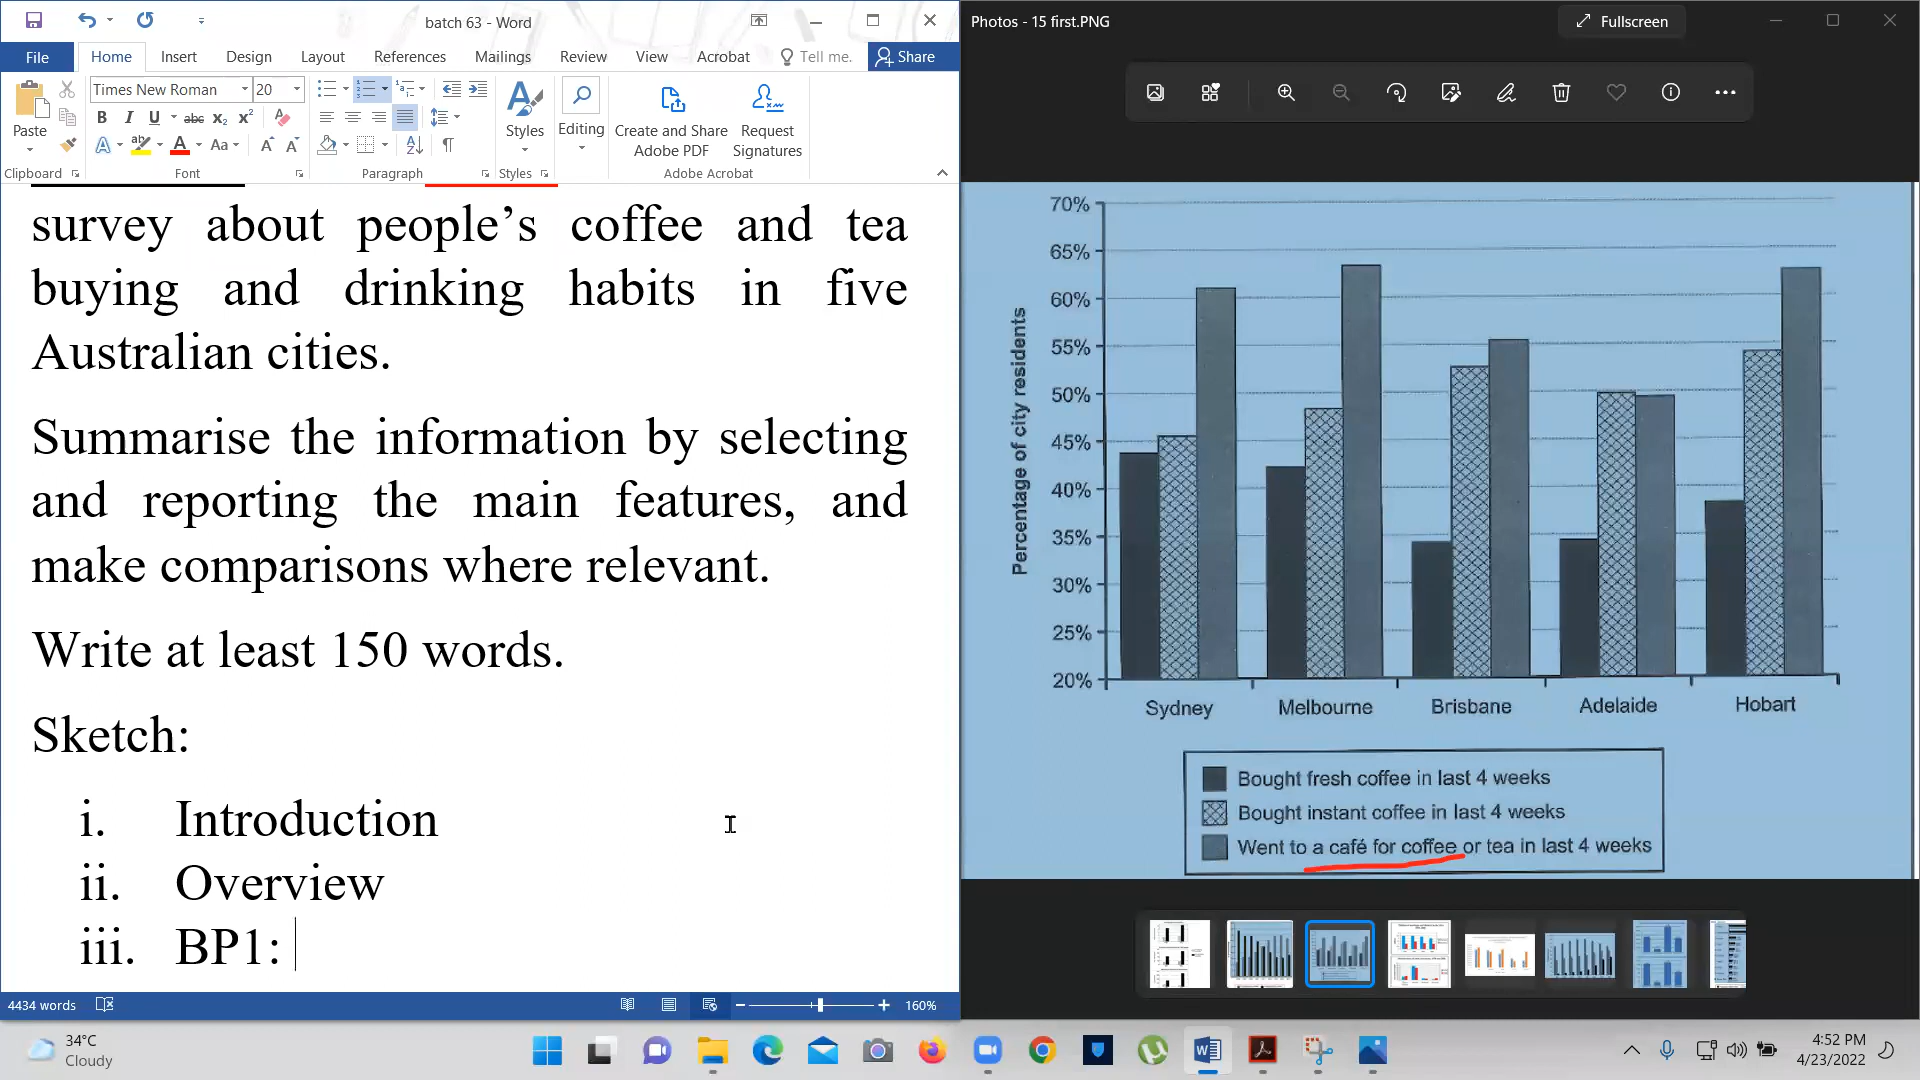 batch 63 - Word
File Home Insert Design Layout References Mailings Review View Acrobat Tell me. Share
Times New Roman 20
Paste
B I U abc x₂ x²
A Aa A A
Styles
Editing
Create and Share Adobe PDF
Request Signatures
Clipboard Font Paragraph Styles Adobe Acrobat
survey about people’s coffee and tea
buying and drinking habits in five
Australian cities.
Summarise the information by selecting
and reporting the main features, and
make comparisons where relevant.
Write at least 150 words.
Sketch:
i. Introduction
ii. Overview
iii. BP1:
4434 words
160%
Photos - 15 first.PNG
Fullscreen
Percentage of city residents
70%
65%
60%
55%
50%
45%
40%
35%
30%
25%
20%
Sydney Melbourne Brisbane Adelaide Hobart
Bought fresh coffee in last 4 weeks
Bought instant coffee in last 4 weeks
Went to a café for coffee or tea in last 4 weeks
34°C
Cloudy
4:52 PM
4/23/2022